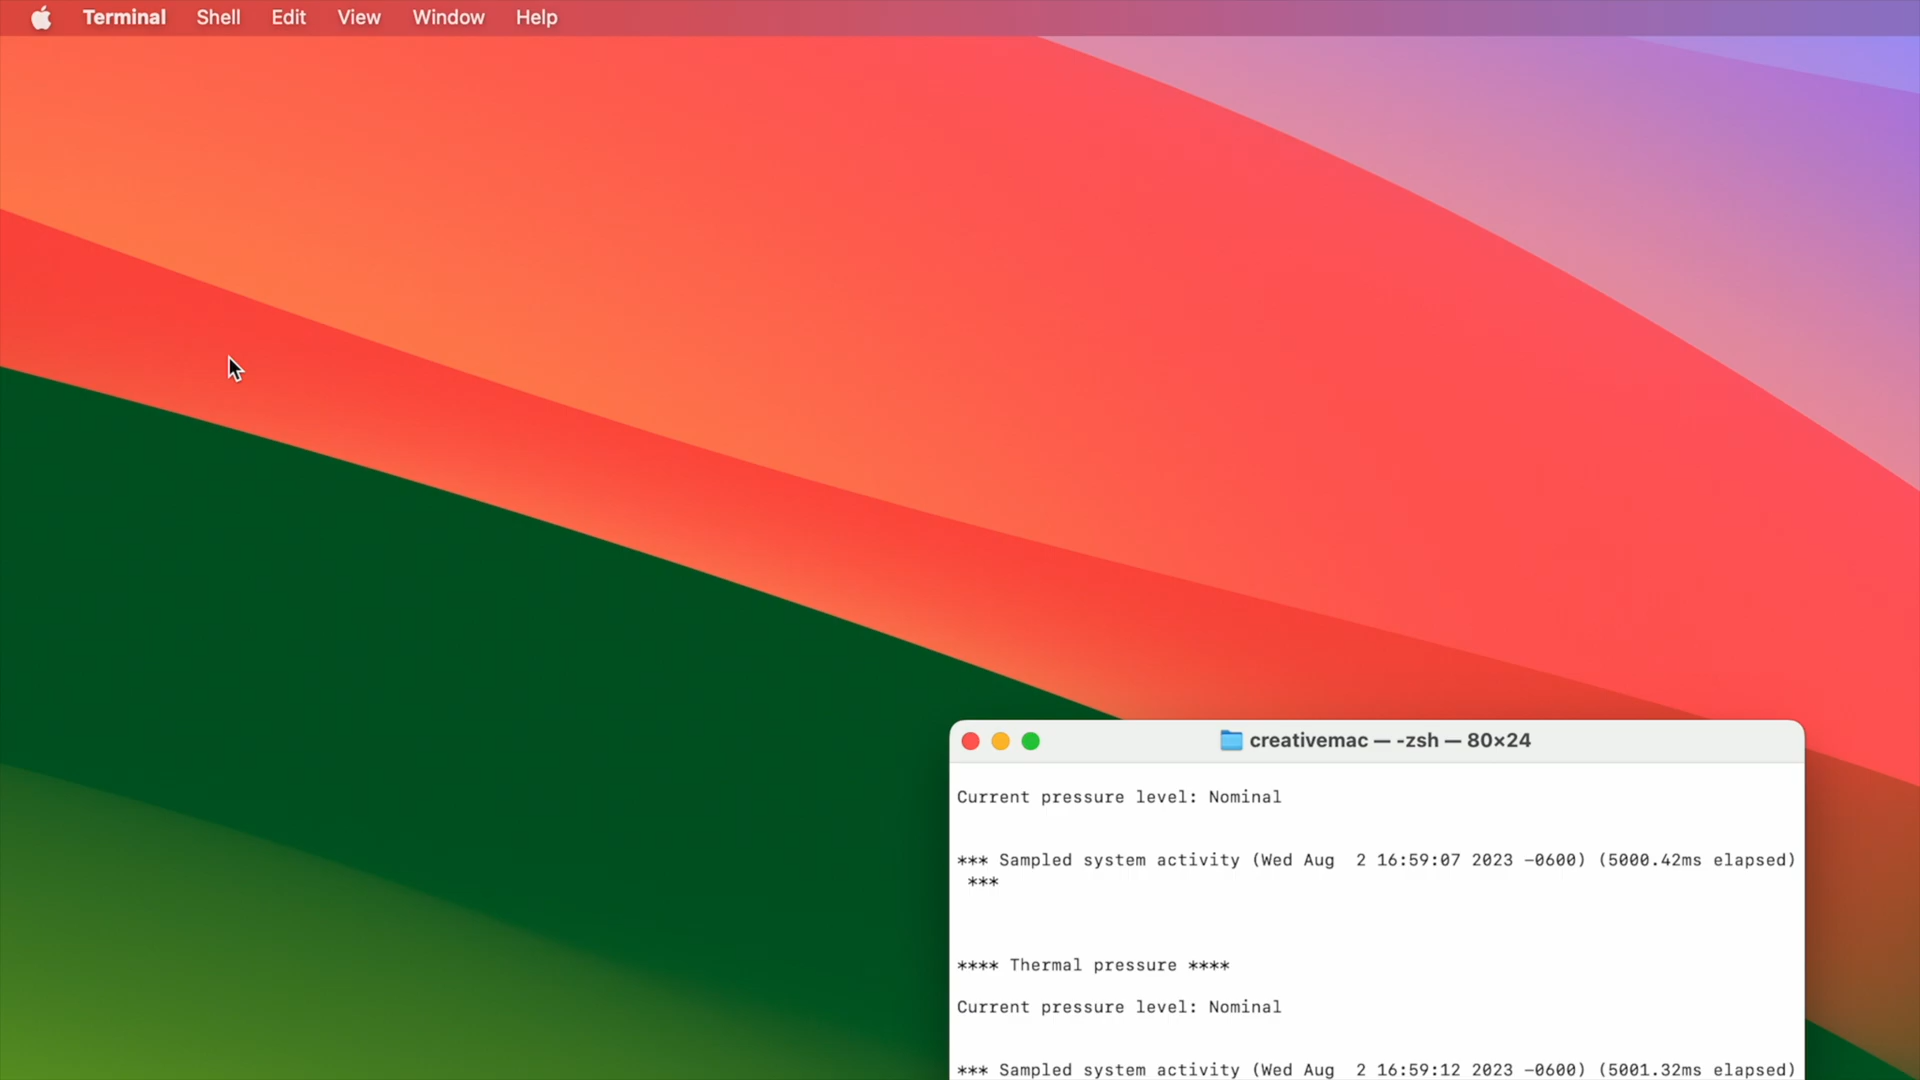 Terminal Shell Edit View Window Help
creativemac — -zsh — 80×24
Current pressure level: Nominal
*** Sampled system activity (Wed Aug  2 16:59:07 2023 -0600) (5000.42ms elapsed)
***
**** Thermal pressure ****
Current pressure level: Nominal
*** Sampled system activity (Wed Aug  2 16:59:12 2023 -0600) (5001.32ms elapsed)